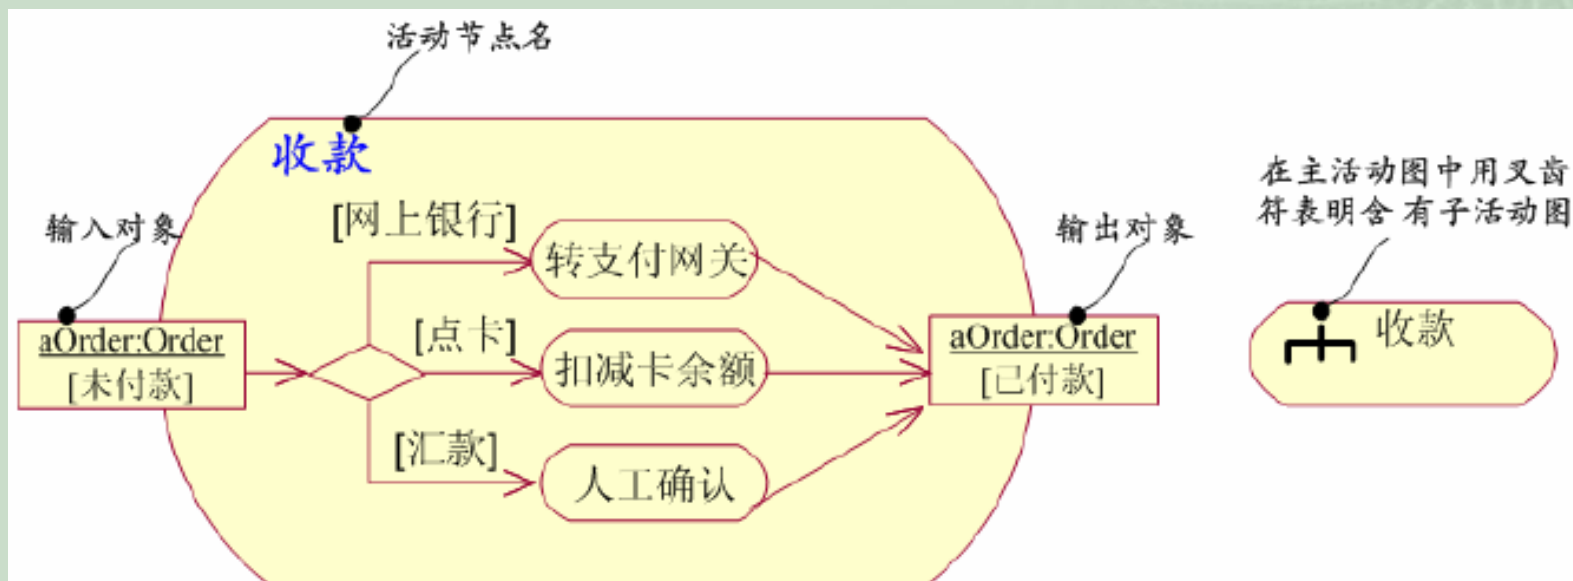 活动节点名
收款
在主活动图中用叉齿
符表明含有子活动图
输入对象
[网上银行]
输出对象
转支付网关
aOrder:Order
[未付款]
[点卡]
扣减卡余额
aOrder:Order
[已付款]
收款
[汇款]
人工确认